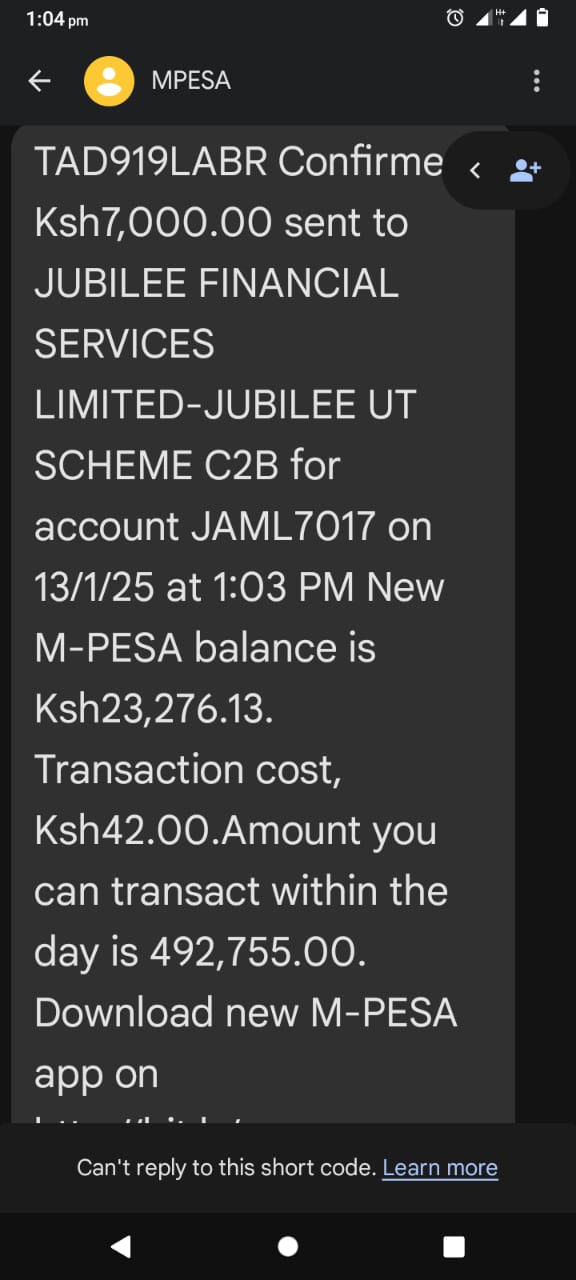 1:04 pm
H+
MPESA
TAD919LABR Confirme
Ksh7,000.00 sent to
JUBILEE FINANCIAL
SERVICES
LIMITED-JUBILEE UT
SCHEME C2B for
account JAML7017 on
13/1/25 at 1:03 PM New
M-PESA balance is
Ksh23,276.13.
Transaction cost,
Ksh42.00.Amount you
can transact within the
day is 492,755.00.
Download new M-PESA
app on
Can't reply to this short code. Learn more